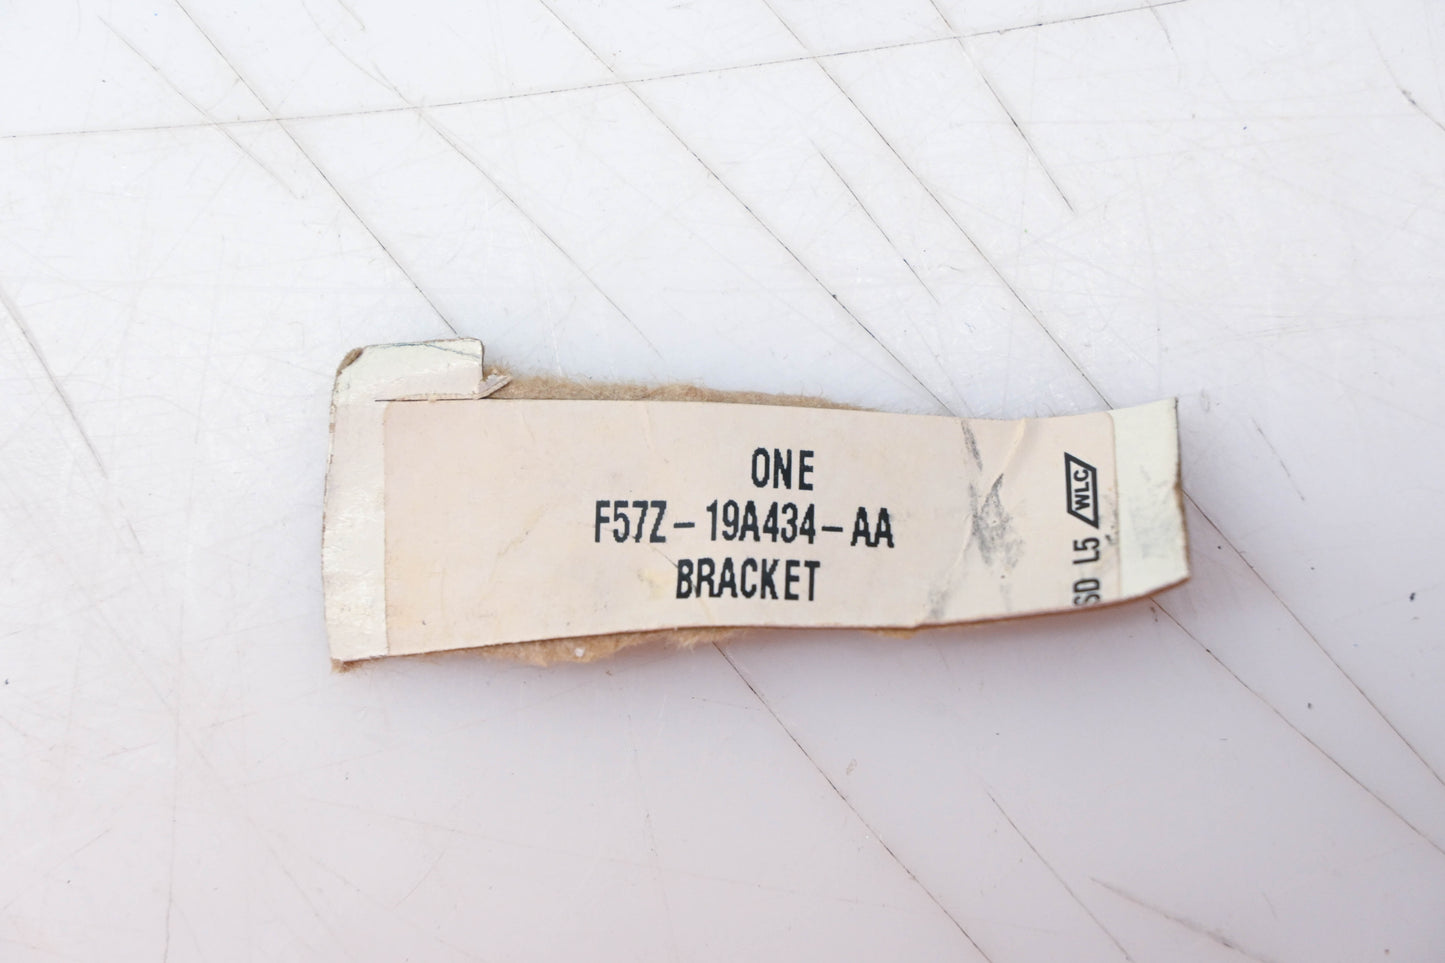 ONE
F57Z-19A434-AA
BRACKET
SD L5 WLC